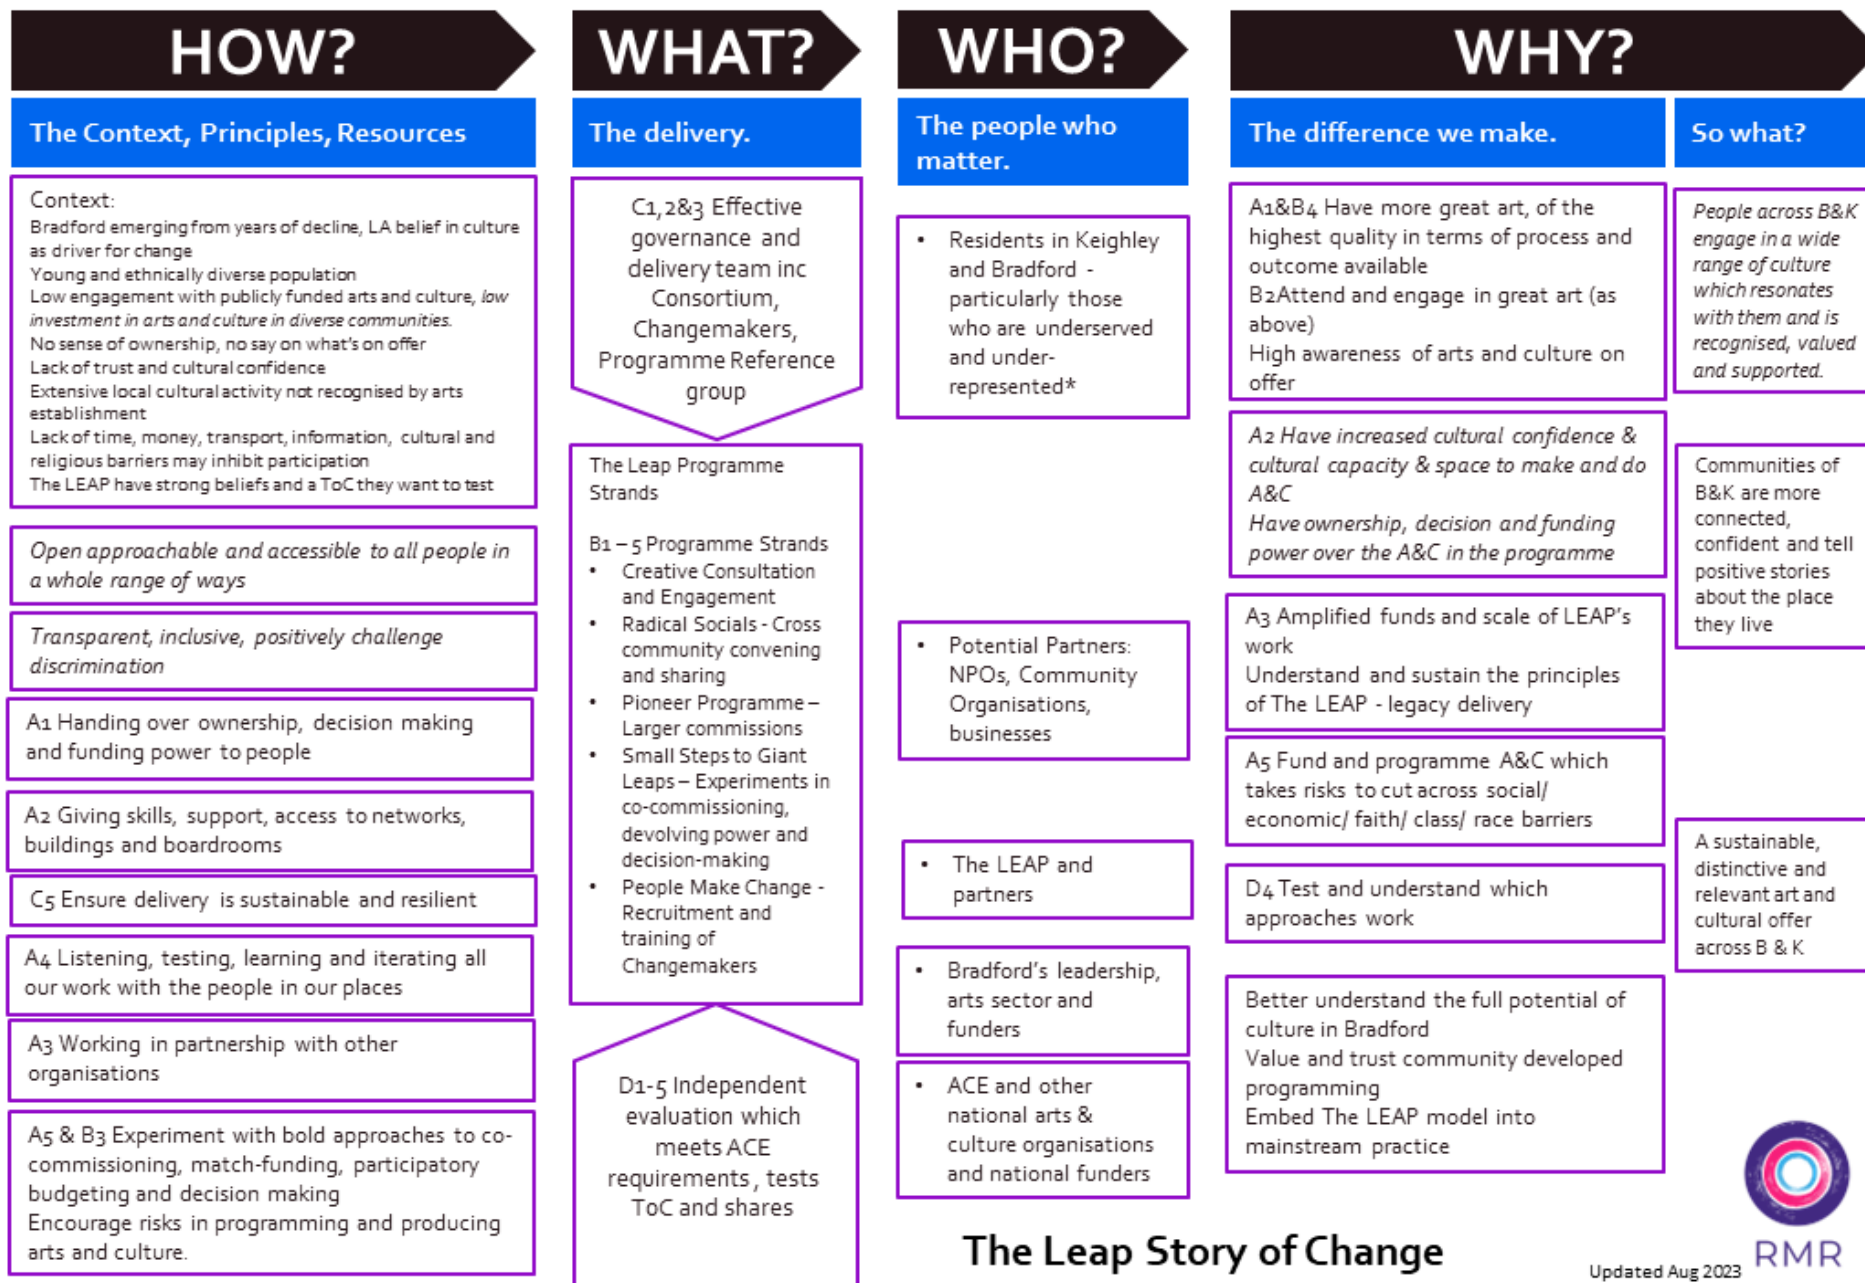 HOW?
The Context, Principles, Resources
Context:
Bradford emerging from years of decline, LA belief in culture
as driver for change
Young and ethnically diverse population
Low engagement with publicly funded arts and culture, low
investment in arts and culture in diverse communities.
No sense of ownership, no say on what's on offer
Lack of trust and cultural confidence
Extensive local cultural activity not recognised by arts
establishment
Lack of time, money, transport, information, cultural and
religious barriers may inhibit participation
The LEAP have strong beliefs and a ToC they want to test
Open approachable and accessible to all people in
a whole range of ways
Transparent, inclusive, positively challenge
discrimination
A1 Handing over ownership, decision making
and funding power to people
A2 Giving skills, support, access to networks,
buildings and boardrooms
C5 Ensure delivery is sustainable and resilient
A4 Listening, testing, learning and iterating all
our work with the people in our places
A3 Working in partnership with other
organisations
A5 & B3 Experiment with bold approaches to co-
commissioning, match-funding, participatory
budgeting and decision making
Encourage risks in programming and producing
arts and culture.
WHAT?
The delivery.
C1,2&3 Effective
governance and
delivery team inc
Consortium,
Changemakers,
Programme Reference
group
The Leap Programme
Strands
B1 – 5 Programme Strands
• Creative Consultation
and Engagement
• Radical Socials - Cross
community convening
and sharing
• Pioneer Programme –
Larger commissions
• Small Steps to Giant
Leaps – Experiments in
co-commissioning,
devolving power and
decision-making
• People Make Change -
Recruitment and
training of
Changemakers
D1-5 Independent
evaluation which
meets ACE
requirements, tests
ToC and shares
WHO?
The people who
matter.
• Residents in Keighley
and Bradford -
particularly those
who are underserved
and under-
represented*
• Potential Partners:
NPOs, Community
Organisations,
businesses
• The LEAP and
partners
• Bradford's leadership,
arts sector and
funders
• ACE and other
national arts &
culture organisations
and national funders
WHY?
The difference we make.
A1&B4 Have more great art, of the
highest quality in terms of process and
outcome available
B2Attend and engage in great art (as
above)
High awareness of arts and culture on
offer
A2 Have increased cultural confidence &
cultural capacity & space to make and do
A&C
Have ownership, decision and funding
power over the A&C in the programme
A3 Amplified funds and scale of LEAP's
work
Understand and sustain the principles
of The LEAP - legacy delivery
A5 Fund and programme A&C which
takes risks to cut across social/
economic/ faith/ class/ race barriers
D4 Test and understand which
approaches work
Better understand the full potential of
culture in Bradford
Value and trust community developed
programming
Embed The LEAP model into
mainstream practice
So what?
People across B&K
engage in a wide
range of culture
which resonates
with them and is
recognised, valued
and supported.
Communities of
B&K are more
connected,
confident and tell
positive stories
about the place
they live
A sustainable,
distinctive and
relevant art and
cultural offer
across B & K
The Leap Story of Change
Updated Aug 2023
RMR